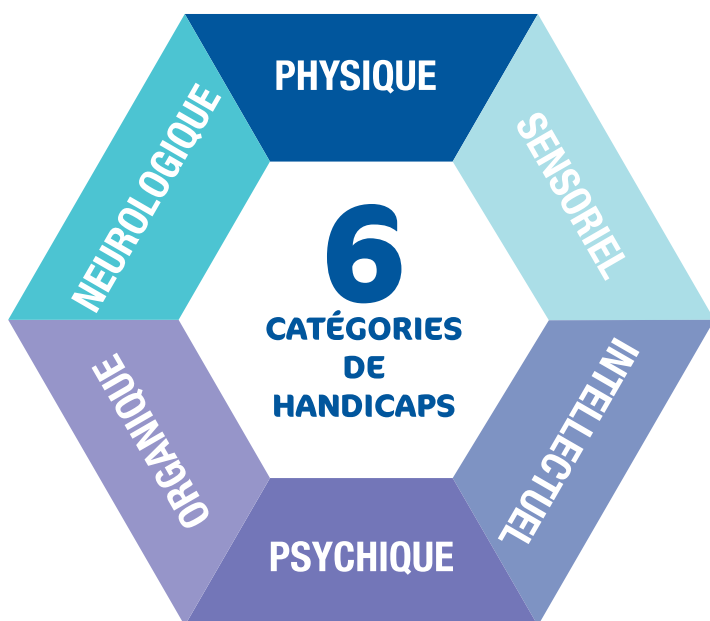 PHYSIQUE
SENSORIEL
INTELLECTUEL
PSYCHIQUE
ORGANIQUE
NEUROLOGIQUE
6
CATÉGORIES
DE
HANDICAPS